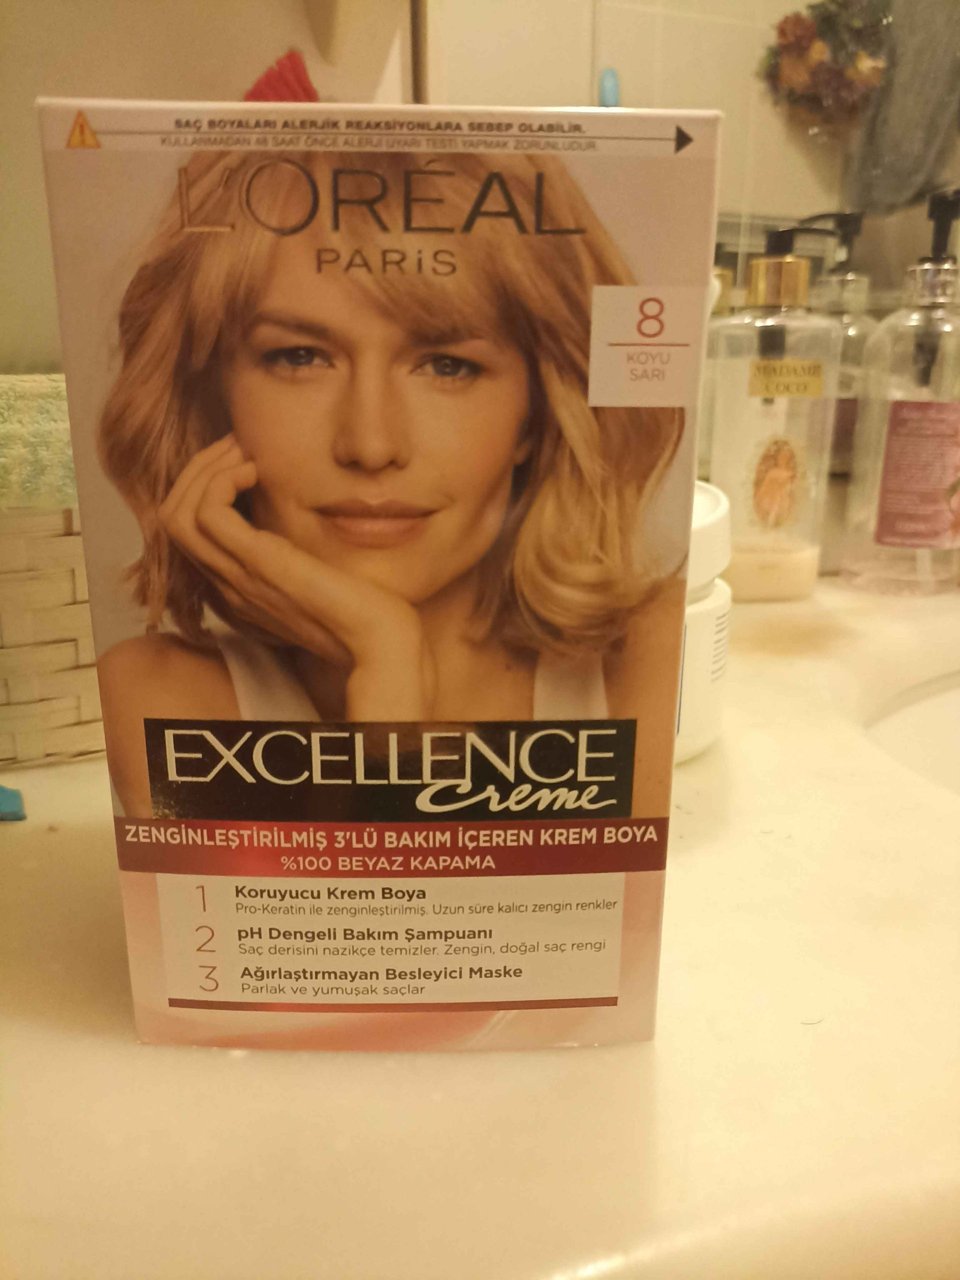 SAÇ BOYALARI ALERJİK REAKSİYONLARA SEBEP OLABİLİR.
KULLANMADAN 48 SAAT ÖNCE ALERJİ UYARI TESTİ YAPMAK ZORUNLUDUR.
L'ORÉAL
PARiS
8
KOYU
SARI
MADAME
COCO
EXCELLENCE
Creme
ZENGİNLEŞTİRİLMİŞ 3'LÜ BAKIM İÇEREN KREM BOYA
%100 BEYAZ KAPAMA
1 Koruyucu Krem Boya
Pro-Keratin ile zenginleştirilmiş. Uzun süre kalıcı zengin renkler
2 pH Dengeli Bakım Şampuanı
Saç derisini nazikçe temizler. Zengin, doğal saç rengi
3 Ağırlaştırmayan Besleyici Maske
Parlak ve yumuşak saçlar